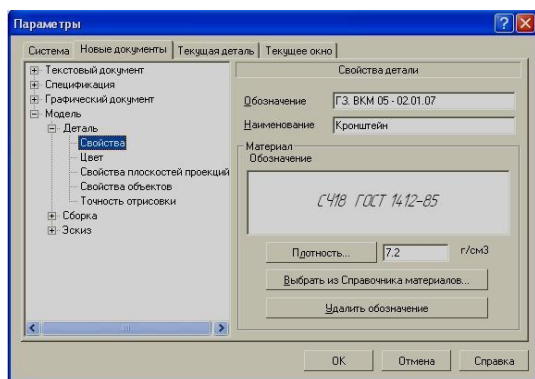 Параметры
Система Новые документы Текущая деталь Текущее окно
Текстовый документ
Спецификация
Графический документ
Модель
Деталь
Свойства
Цвет
Свойства плоскостей проекций
Свойства объектов
Точность отрисовки
Сборка
Эскиз
Свойства детали
Обозначение ГЗ. ВКМ 05 - 02.01.07
Наименование Кронштейн
Материал
Обозначение
СЧ18 ГОСТ 1412-85
Плотность... 7.2 г/см3
Выбрать из Справочника материалов...
Удалить обозначение
OK Отмена Справка